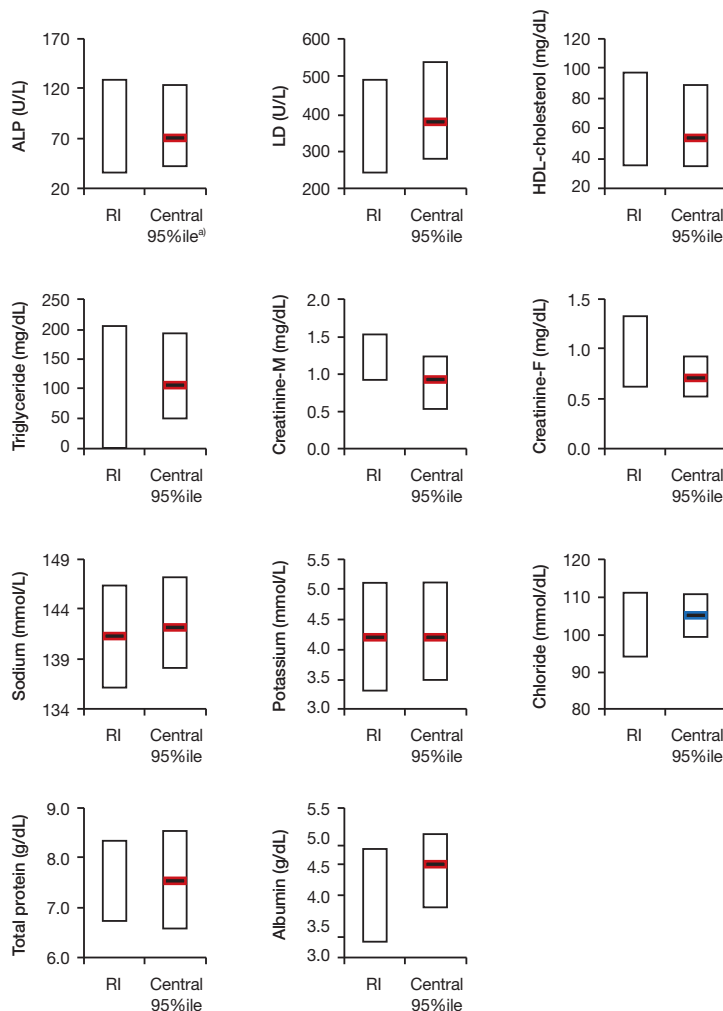 ALP (U/L)
170
120
70
20
RI
Central
95%ile a)
LD (U/L)
600
500
400
300
200
RI
Central
95%ile
HDL-cholesterol (mg/dL)
120
100
80
60
40
20
RI
Central
95%ile
Triglyceride (mg/dL)
250
200
150
100
50
0
RI
Central
95%ile
Creatinine-M (mg/dL)
2.0
1.5
1.0
0.5
0.0
RI
Central
95%ile
Creatinine-F (mg/dL)
1.5
1.0
0.5
0.0
RI
Central
95%ile
Sodium (mmol/L)
149
144
139
134
RI
Central
95%ile
Potassium (mmol/L)
5.5
5.0
4.5
4.0
3.5
3.0
RI
Central
95%ile
Chloride (mmol/dL)
120
110
100
90
80
RI
Central
95%ile
Total protein (g/dL)
9.0
8.0
7.0
6.0
RI
Central
95%ile
Albumin (g/dL)
5.5
5.0
4.5
4.0
3.5
3.0
RI
Central
95%ile